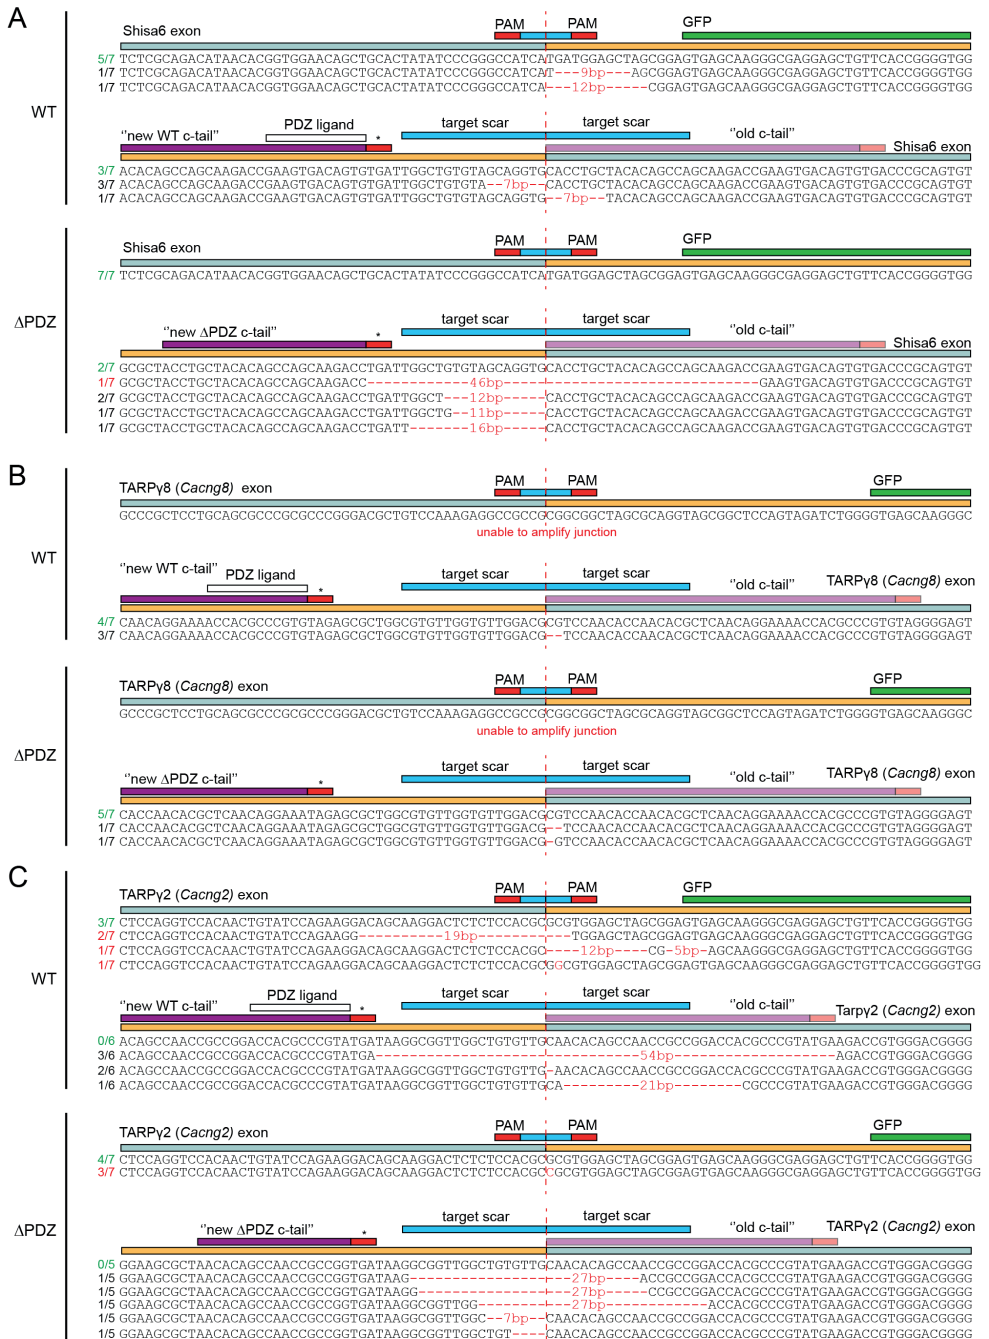 A
Shisa6 exon PAM PAM GFP
5/7 TCTCGCAGACATAACACGGTGGAACAGCTGCACTATATCCCGGGCCATCATGATGGAGCTAGCGGAGTGAGCAAGGGCGAGGAGCTGTTCACCGGGGTGG
1/7 TCTCGCAGACATAACACGGTGGAACAGCTGCACTATATCCCGGGCCATCAT---9bp----AGCGGAGTGAGCAAGGGCGAGGAGCTGTTCACCGGGGTGG
1/7 TCTCGCAGACATAACACGGTGGAACAGCTGCACTATATCCCGGGCCATCA---12bp-----CGGAGTGAGCAAGGGCGAGGAGCTGTTCACCGGGGTGG
WT
target scar target scar
"new WT c-tail" PDZ ligand * "old c-tail" Shisa6 exon
3/7 ACACAGCCAGCAAGACCGAAGTGACAGTGTGATTGGCTGTGTAGCAGGTGCACCTGCTACACAGCCAGCAAGACCGAAGTGACAGTGTGACCCGCAGTGT
3/7 ACACAGCCAGCAAGACCGAAGTGACAGTGTGATTGGCTGTGTA--7bp--CACCTGCTACACAGCCAGCAAGACCGAAGTGACAGTGTGACCCGCAGTGT
1/7 ACACAGCCAGCAAGACCGAAGTGACAGTGTGATTGGCTGTGTAGCAGGTG--7bp--TACACAGCCAGCAAGACCGAAGTGACAGTGTGACCCGCAGTGT
Shisa6 exon PAM PAM GFP
7/7 TCTCGCAGACATAACACGGTGGAACAGCTGCACTATATCCCGGGCCATCATGATGGAGCTAGCGGAGTGAGCAAGGGCGAGGAGCTGTTCACCGGGGTGG
ΔPDZ
target scar target scar
"new ΔPDZ c-tail" * "old c-tail" Shisa6 exon
2/7 GCGCTACCTGCTACACAGCCAGCAAGACCTGATTGGCTGTGTAGCAGGTGCACCTGCTACACAGCCAGCAAGACCGAAGTGACAGTGTGACCCGCAGTGT
1/7 GCGCTACCTGCTACACAGCCAGCAAGACC------------46bp------------------------------GAAGTGACAGTGTGACCCGCAGTGT
2/7 GCGCTACCTGCTACACAGCCAGCAAGACCTGATTGGCT---12bp----CACCTGCTACACAGCCAGCAAGACCGAAGTGACAGTGTGACCCGCAGTGT
1/7 GCGCTACCTGCTACACAGCCAGCAAGACCTGATTGGCTG--11bp----CACCTGCTACACAGCCAGCAAGACCGAAGTGACAGTGTGACCCGCAGTGT
1/7 GCGCTACCTGCTACACAGCCAGCAAGACCTGATT-------16bp----CACCTGCTACACAGCCAGCAAGACCGAAGTGACAGTGTGACCCGCAGTGT
B
TARPγ8 (Cacng8) exon PAM PAM GFP
GCCCGCTCCTGCAGCGCCCGCGCCCGGGACGCTGTCCAAAGAGGCCGCCGCGGCGGCTAGCGCAGGTAGCGGCTCCAGTAGATCTGGGGTGAGCAAGGGC
unable to amplify junction
WT
"new WT c-tail" PDZ ligand * target scar target scar "old c-tail" TARPγ8 (Cacng8) exon
4/7 CAACAGGAAAACCACGCCCGTGTAGAGCGCTGGCGTGTTGGTGTTGGACGCGTCCAACACCAACACGCTCAACAGGAAAACCACGCCCGTGTAGGGGAGT
3/7 CAACAGGAAAACCACGCCCGTGTAGAGCGCTGGCGTGTTGGTGTTGGACG--TCCAACACCAACACGCTCAACAGGAAAACCACGCCCGTGTAGGGGAGT
TARPγ8 (Cacng8) exon PAM PAM GFP
GCCCGCTCCTGCAGCGCCCGCGCCCGGGACGCTGTCCAAAGAGGCCGCCGCGGCGGCTAGCGCAGGTAGCGGCTCCAGTAGATCTGGGGTGAGCAAGGGC
unable to amplify junction
ΔPDZ
"new ΔPDZ c-tail" * target scar target scar "old c-tail" TARPγ8 (Cacng8) exon
5/7 CACCAACACGCTCAACAGGAAATAGAGCGCTGGCGTGTTGGTGTTGGACGCGTCCAACACCAACACGCTCAACAGGAAAACCACGCCCGTGTAGGGGAGT
1/7 CACCAACACGCTCAACAGGAAATAGAGCGCTGGCGTGTTGGTGTTGGACG--TCCAACACCAACACGCTCAACAGGAAAACCACGCCCGTGTAGGGGAGT
1/7 CACCAACACGCTCAACAGGAAATAGAGCGCTGGCGTGTTGGTGTTGGACG-GTCCAACACCAACACGCTCAACAGGAAAACCACGCCCGTGTAGGGGAGT
C
TARPγ2 (Cacng2) exon PAM PAM GFP
3/7 CTCCAGGTCCACAACTGTATCCAGAAGGACAGCAAGGACTCTCTCCACGCGCGTGGAGCTAGCGGAGTGAGCAAGGGCGAGGAGCTGTTCACCGGGGTGG
2/7 CTCCAGGTCCACAACTGTATCCAGAAGG----------19bp-----------TGGAGCTAGCGGAGTGAGCAAGGGCGAGGAGCTGTTCACCGGGGTGG
1/7 CTCCAGGTCCACAACTGTATCCAGAAGGACAGCAAGGACTCTCTCCACGC----12bp----CG-5bp-AGCAAGGGCGAGGAGCTGTTCACCGGGGTGG
1/7 CTCCAGGTCCACAACTGTATCCAGAAGGACAGCAAGGACTCTCTCCACGCGGCGTGGAGCTAGCGGAGTGAGCAAGGGCGAGGAGCTGTTCACCGGGGTGG
WT
"new WT c-tail" PDZ ligand * target scar target scar "old c-tail" Tarpγ2 (Cacng2) exon
0/6 ACAGCCAACCGCCGGACCACGCCCGTATGATAAGGCGGTTGGCTGTGTTGCAACACAGCCAACCGCCGGACCACGCCCGTATGAAGACCGTGGGACGGGG
3/6 ACAGCCAACCGCCGGACCACGCCCGTATGA-------------------------------54bp-------------------AGACCGTGGGACGGGG
2/6 ACAGCCAACCGCCGGACCACGCCCGTATGATAAGGCGGTTGGCTGTGTTG-AACACAGCCAACCGCCGGACCACGCCCGTATGAAGACCGTGGGACGGGG
1/6 ACAGCCAACCGCCGGACCACGCCCGTATGATAAGGCGGTTGGCTGTGTTGCA---------21bp--------CGCCCGTATGAAGACCGTGGGACGGGG
TARPγ2 (Cacng2) exon PAM PAM GFP
4/7 CTCCAGGTCCACAACTGTATCCAGAAGGACAGCAAGGACTCTCTCCACGCGCGTGGAGCTAGCGGAGTGAGCAAGGGCGAGGAGCTGTTCACCGGGGTGG
3/7 CTCCAGGTCCACAACTGTATCCAGAAGGACAGCAAGGACTCTCTCCACGCCGCGTGGAGCTAGCGGAGTGAGCAAGGGCGAGGAGCTGTTCACCGGGGTGG
ΔPDZ
"new ΔPDZ c-tail" * target scar target scar "old c-tail" TARPγ2 (Cacng2) exon
0/5 GGAAGCGCTAACACAGCCAACCGCCGGTGATAAGGCGGTTGGCTGTGTTGCAACACAGCCAACCGCCGGACCACGCCCGTATGAAGACCGTGGGACGGGG
1/5 GGAAGCGCTAACACAGCCAACCGCCGGTGATAAG-------------------27bp----ACCGCCGGACCACGCCCGTATGAAGACCGTGGGACGGGG
1/5 GGAAGCGCTAACACAGCCAACCGCCGGTGATAAGG------------------27bp-----CCGCCGGACCACGCCCGTATGAAGACCGTGGGACGGGG
1/5 GGAAGCGCTAACACAGCCAACCGCCGGTGATAAGGCGGTTGG-----------27bp------------ACCACGCCCGTATGAAGACCGTGGGACGGGG
1/5 GGAAGCGCTAACACAGCCAACCGCCGGTGATAAGGCGGTTGGC--7bp-CAACACAGCCAACCGCCGGACCACGCCCGTATGAAGACCGTGGGACGGGG
1/5 GGAAGCGCTAACACAGCCAACCGCCGGTGATAAGGCGGTTGGCTGT----CAACACAGCCAACCGCCGGACCACGCCCGTATGAAGACCGTGGGACGGGG